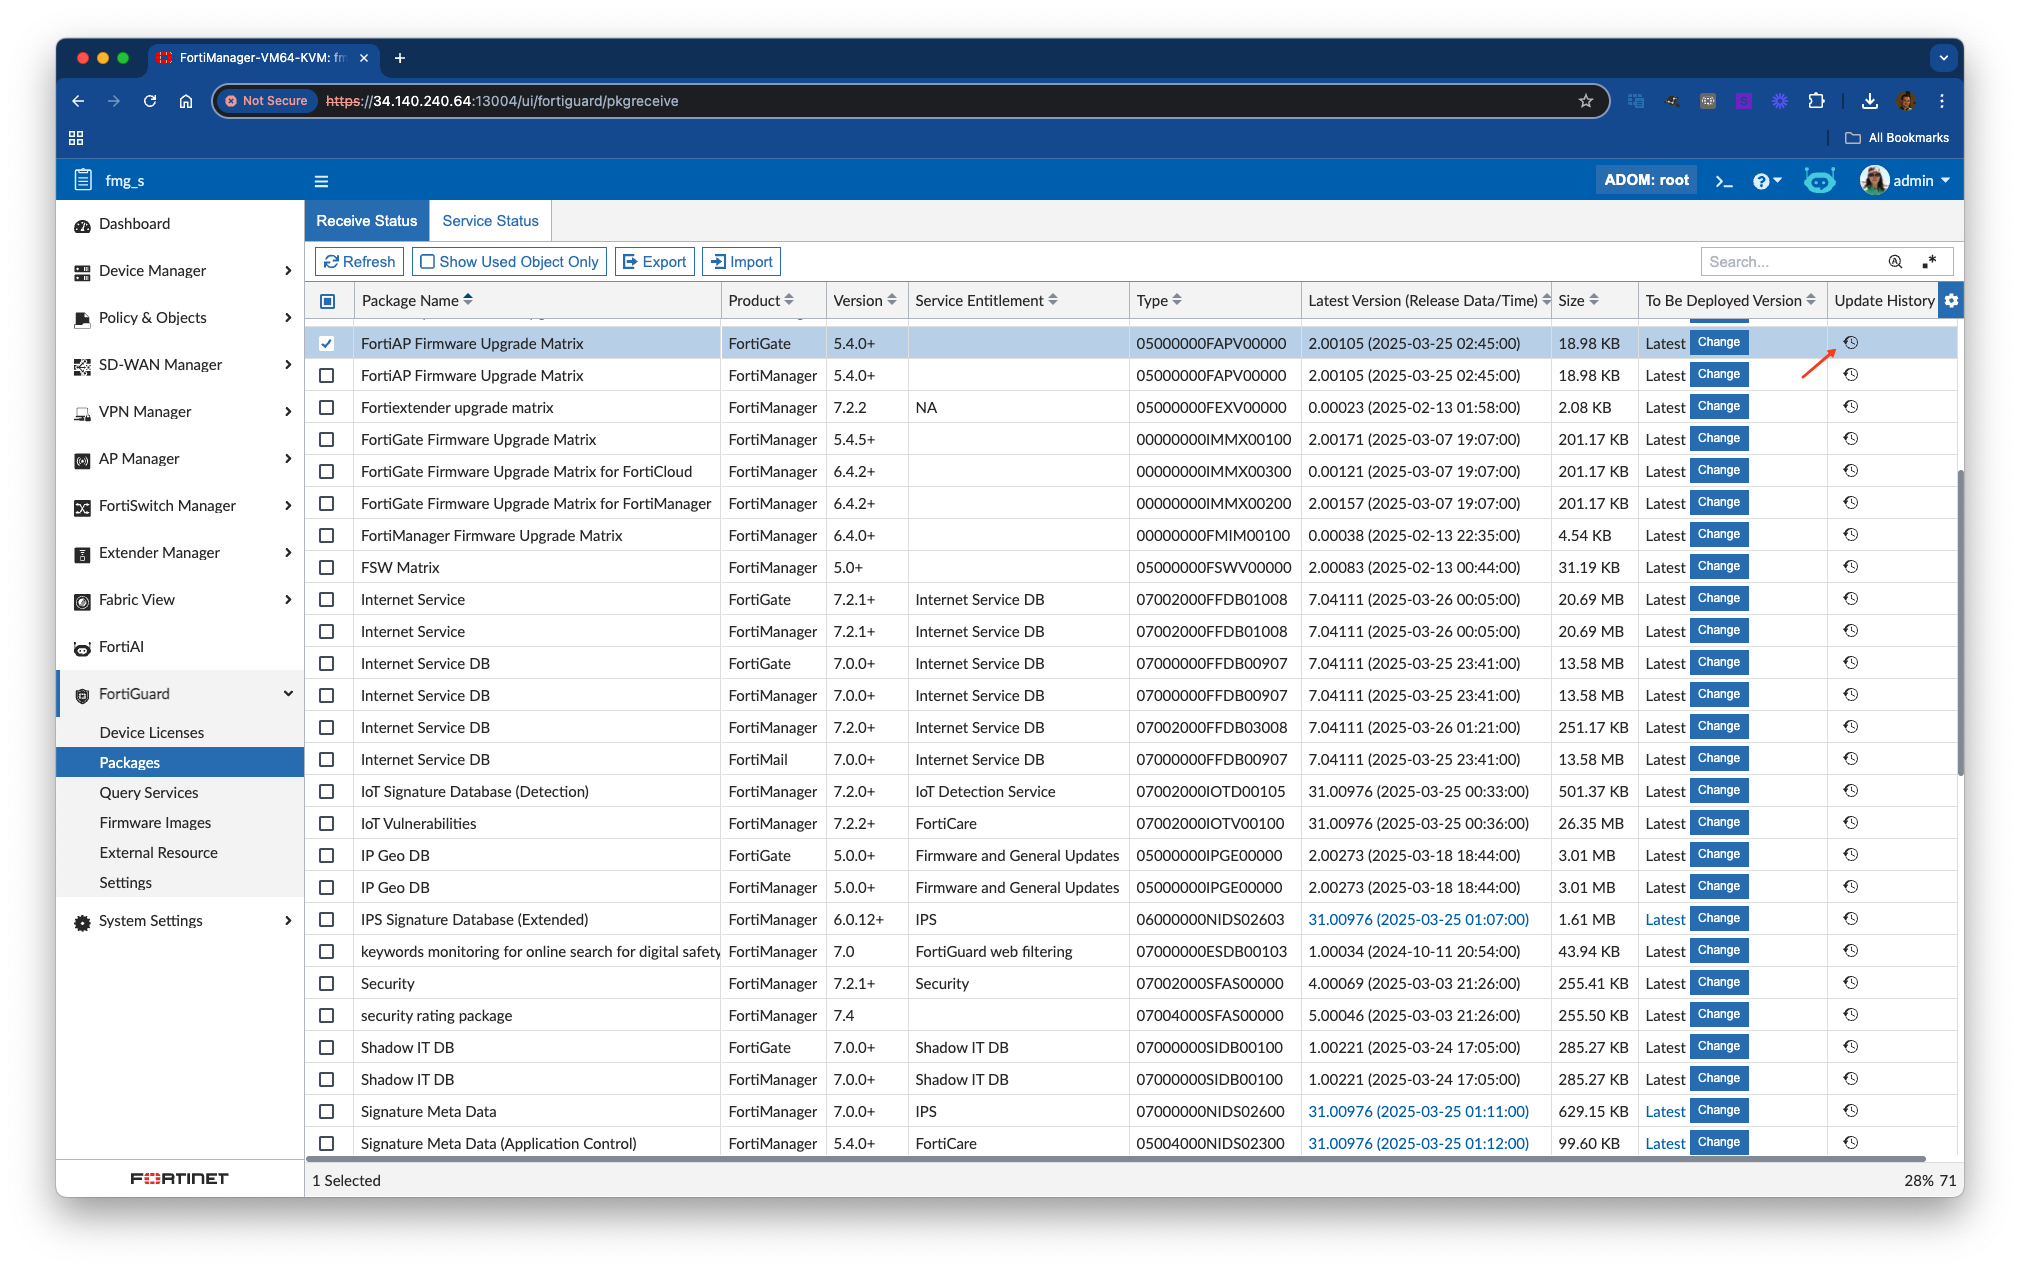 FortiManager-VM64-KVM: fm
Not Secure https://34.140.240.64:13004/ui/fortiguard/pkgreceive
All Bookmarks
fmg_s
ADOM: root
admin
Dashboard
Device Manager
Policy & Objects
SD-WAN Manager
VPN Manager
AP Manager
FortiSwitch Manager
Extender Manager
Fabric View
FortiAI
FortiGuard
Device Licenses
Packages
Query Services
Firmware Images
External Resource
Settings
System Settings
FORTINET
Receive Status Service Status
Refresh Show Used Object Only Export Import Search...
Package Name Product Version Service Entitlement Type Latest Version (Release Data/Time) Size To Be Deployed Version Update History
FortiAP Firmware Upgrade Matrix FortiGate 5.4.0+ 05000000FAPV00000 2.00105 (2025-03-25 02:45:00) 18.98 KB Latest Change
FortiAP Firmware Upgrade Matrix FortiManager 5.4.0+ 05000000FAPV00000 2.00105 (2025-03-25 02:45:00) 18.98 KB Latest Change
Fortiextender upgrade matrix FortiManager 7.2.2 NA 05000000FEXV00000 0.00023 (2025-02-13 01:58:00) 2.08 KB Latest Change
FortiGate Firmware Upgrade Matrix FortiManager 5.4.5+ 00000000IMMX00100 2.00171 (2025-03-07 19:07:00) 201.17 KB Latest Change
FortiGate Firmware Upgrade Matrix for FortiCloud FortiManager 6.4.2+ 00000000IMMX00300 0.00121 (2025-03-07 19:07:00) 201.17 KB Latest Change
FortiGate Firmware Upgrade Matrix for FortiManager FortiManager 6.4.2+ 00000000IMMX00200 2.00157 (2025-03-07 19:07:00) 201.17 KB Latest Change
FortiManager Firmware Upgrade Matrix FortiManager 6.4.0+ 00000000FMIM00100 0.00038 (2025-02-13 22:35:00) 4.54 KB Latest Change
FSW Matrix FortiManager 5.0+ 05000000FSWV00000 2.00083 (2025-02-13 00:44:00) 31.19 KB Latest Change
Internet Service FortiGate 7.2.1+ Internet Service DB 07002000FFDB01008 7.04111 (2025-03-26 00:05:00) 20.69 MB Latest Change
Internet Service FortiManager 7.2.1+ Internet Service DB 07002000FFDB01008 7.04111 (2025-03-26 00:05:00) 20.69 MB Latest Change
Internet Service DB FortiGate 7.0.0+ Internet Service DB 07000000FFDB00907 7.04111 (2025-03-25 23:41:00) 13.58 MB Latest Change
Internet Service DB FortiManager 7.0.0+ Internet Service DB 07000000FFDB00907 7.04111 (2025-03-25 23:41:00) 13.58 MB Latest Change
Internet Service DB FortiManager 7.2.0+ Internet Service DB 07002000FFDB03008 7.04111 (2025-03-26 01:21:00) 251.17 KB Latest Change
Internet Service DB FortiMail 7.0.0+ Internet Service DB 07000000FFDB00907 7.04111 (2025-03-25 23:41:00) 13.58 MB Latest Change
IoT Signature Database (Detection) FortiManager 7.2.0+ IoT Detection Service 07002000IOTD00105 31.00976 (2025-03-25 00:33:00) 501.37 KB Latest Change
IoT Vulnerabilities FortiManager 7.2.2+ FortiCare 07002000IOTV00100 31.00976 (2025-03-25 00:36:00) 26.35 MB Latest Change
IP Geo DB FortiGate 5.0.0+ Firmware and General Updates 05000000IPGE00000 2.00273 (2025-03-18 18:44:00) 3.01 MB Latest Change
IP Geo DB FortiManager 5.0.0+ Firmware and General Updates 05000000IPGE00000 2.00273 (2025-03-18 18:44:00) 3.01 MB Latest Change
IPS Signature Database (Extended) FortiManager 6.0.12+ IPS 06000000NIDS02603 31.00976 (2025-03-25 01:07:00) 1.61 MB Latest Change
keywords monitoring for online search for digital safety FortiManager 7.0 FortiGuard web filtering 07000000ESDB00103 1.00034 (2024-10-11 20:54:00) 43.94 KB Latest Change
Security FortiManager 7.2.1+ Security 07002000SFAS00000 4.00069 (2025-03-03 21:26:00) 255.41 KB Latest Change
security rating package FortiManager 7.4 07004000SFAS00000 5.00046 (2025-03-03 21:26:00) 255.50 KB Latest Change
Shadow IT DB FortiGate 7.0.0+ Shadow IT DB 07000000SIDB00100 1.00221 (2025-03-24 17:05:00) 285.27 KB Latest Change
Shadow IT DB FortiManager 7.0.0+ Shadow IT DB 07000000SIDB00100 1.00221 (2025-03-24 17:05:00) 285.27 KB Latest Change
Signature Meta Data FortiManager 7.0.0+ IPS 07000000NIDS02600 31.00976 (2025-03-25 01:11:00) 629.15 KB Latest Change
Signature Meta Data (Application Control) FortiManager 5.4.0+ FortiCare 05004000NIDS02300 31.00976 (2025-03-25 01:12:00) 99.60 KB Latest Change
1 Selected 28% 71